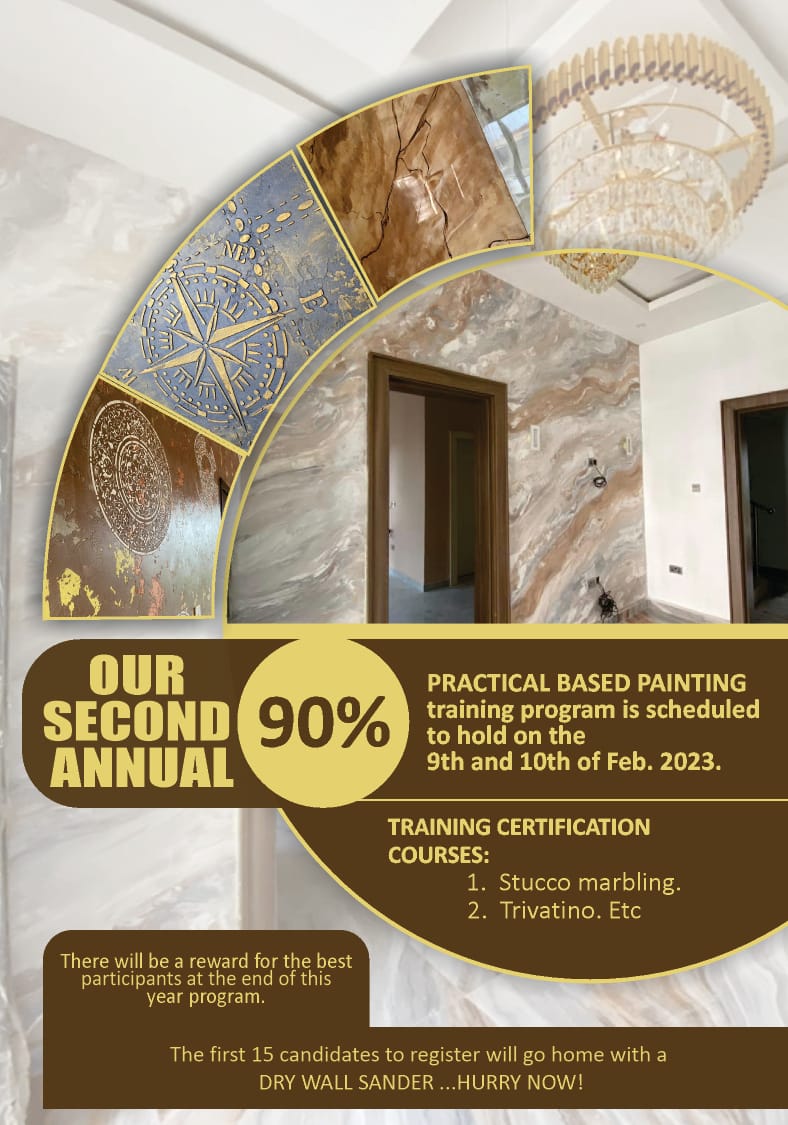 NE
E
M
OUR
SECOND
ANNUAL
90%
PRACTICAL BASED PAINTING
training program is scheduled
to hold on the
9th and 10th of Feb. 2023.
TRAINING CERTIFICATION
COURSES:
1. Stucco marbling.
2. Trivatino. Etc
There will be a reward for the best
participants at the end of this
year program.
The first 15 candidates to register will go home with a
DRY WALL SANDER ...HURRY NOW!